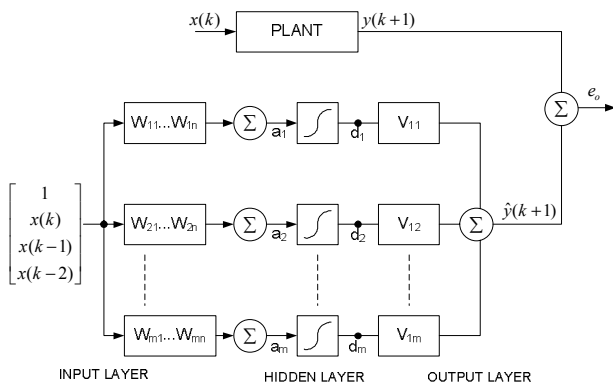 x(k) PLANT y(k+1)
Σ e₀
W₁₁...W₁ₙ Σ a₁ d₁ V₁₁
1
x(k)
x(k−1)
x(k−2)
W₂₁...W₂ₙ Σ a₂ d₂ V₁₂ Σ ŷ(k+1)
Wₘ₁...Wₘₙ Σ aₘ dₘ V₁ₘ
INPUT LAYER HIDDEN LAYER OUTPUT LAYER